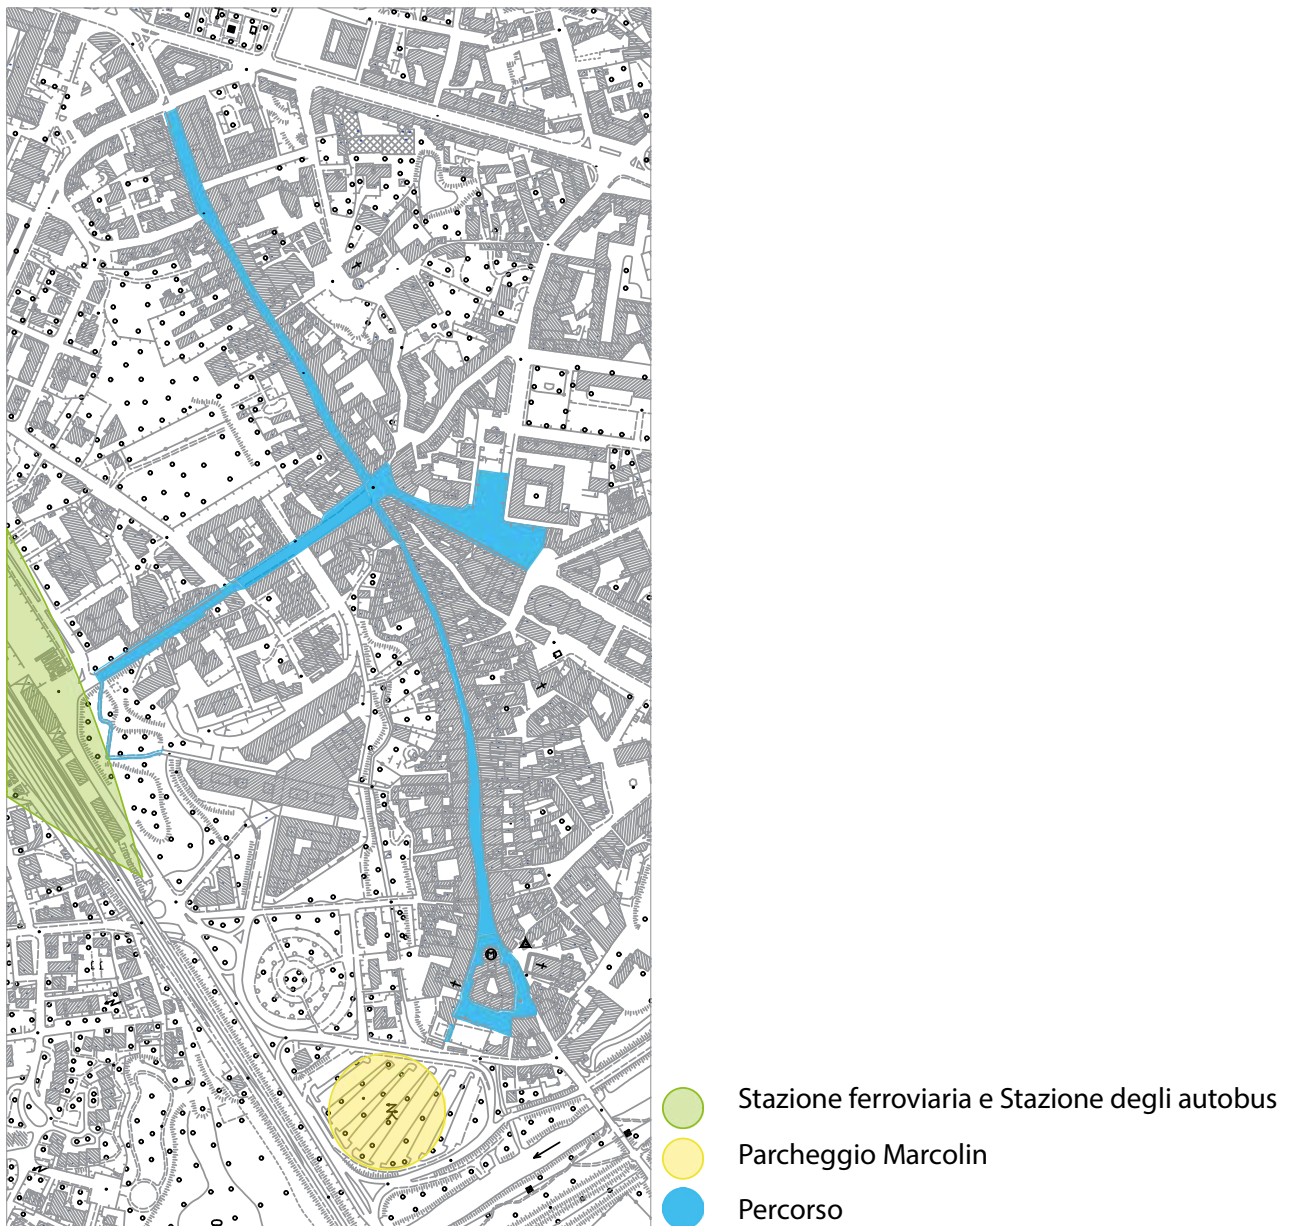 Stazione ferroviaria e Stazione degli autobus
Parcheggio Marcolin
Percorso